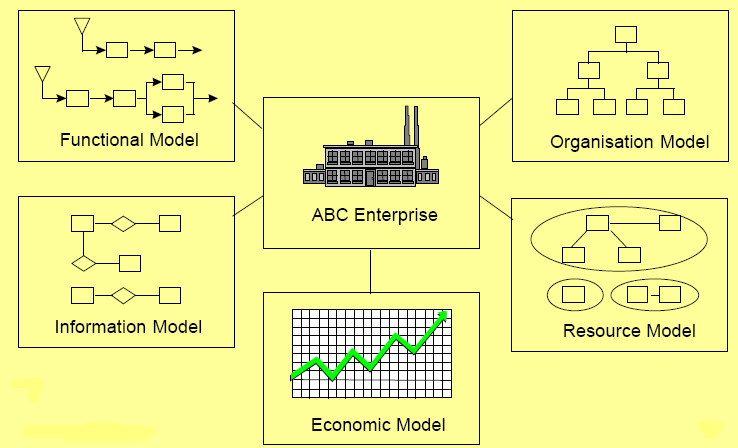 Functional Model
Organisation Model
ABC Enterprise
Information Model
Resource Model
Economic Model